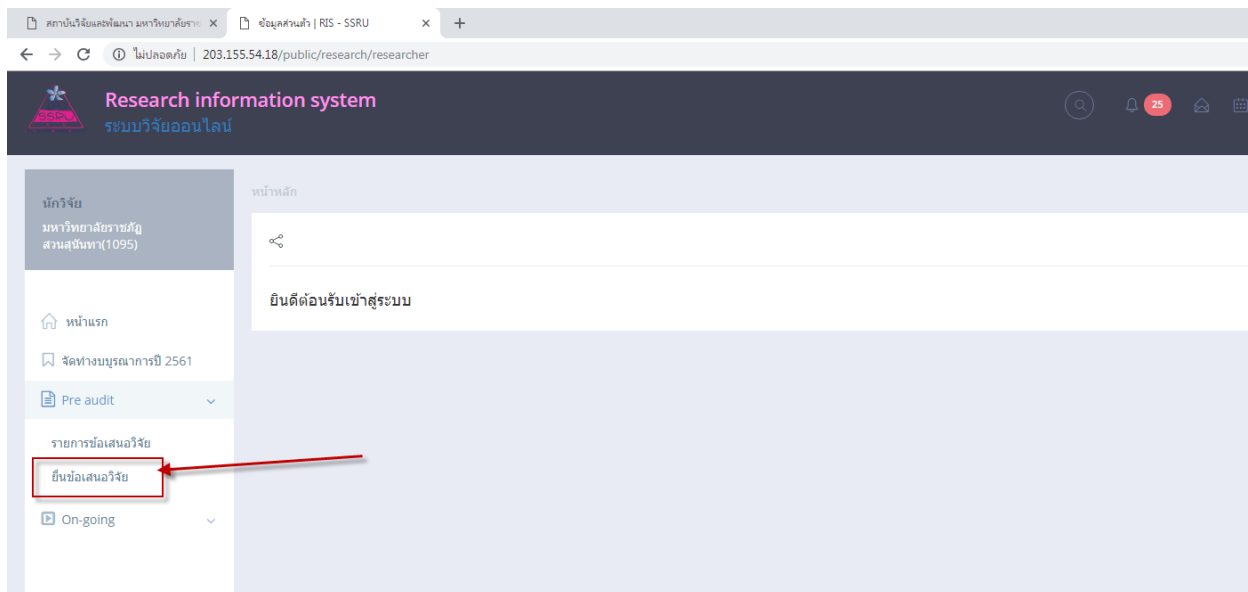 สถาบันวิจัยและพัฒนา มหาวิทยาลัยราช
ข้อมูลส่วนตัว | RIS - SSRU
ไม่ปลอดภัย | 203.155.54.18/public/research/researcher
SSRU
Research information system
ระบบวิจัยออนไลน์
25
นักวิจัย
มหาวิทยาลัยราชภัฏ
สวนสุนันทา(1095)
หน้าหลัก
ยินดีต้อนรับเข้าสู่ระบบ
หน้าแรก
จัดทำงบบูรณาการปี 2561
Pre audit
รายการข้อเสนอวิจัย
ยื่นข้อเสนอวิจัย
On-going